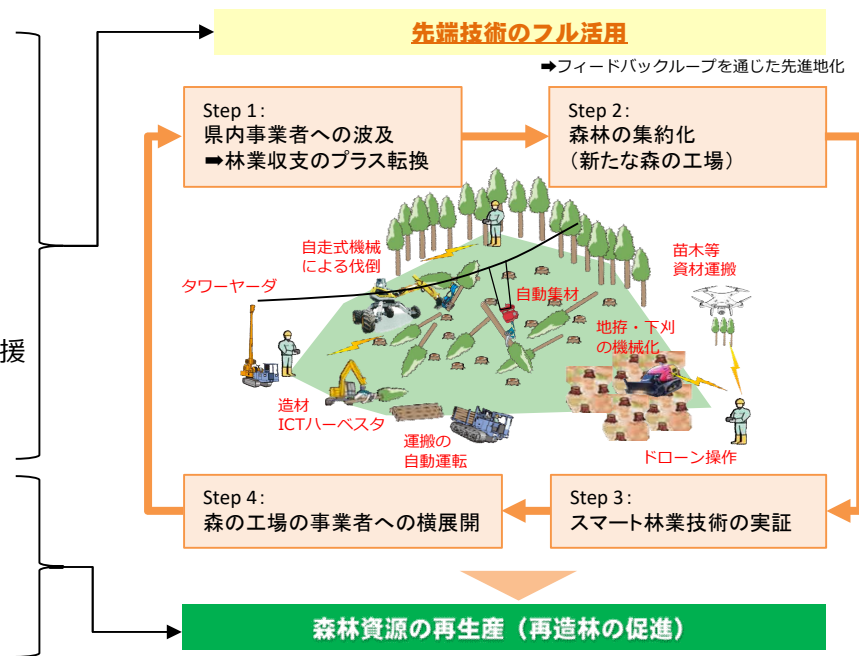 先端技術のフル活用
➡フィードバックループを通じた先進地化
Step 1：
県内事業者への波及
➡林業収支のプラス転換
Step 2：
森林の集約化
（新たな森の工場）
自走式機械
による伐倒
苗木等
資材運搬
タワーヤーダ
自動集材
地拵・下刈
の機械化
援
造材
ICTハーベスタ
運搬の
自動運転
ドローン操作
Step 4：
森の工場の事業者への横展開
Step 3：
スマート林業技術の実証
森林資源の再生産（再造林の促進）